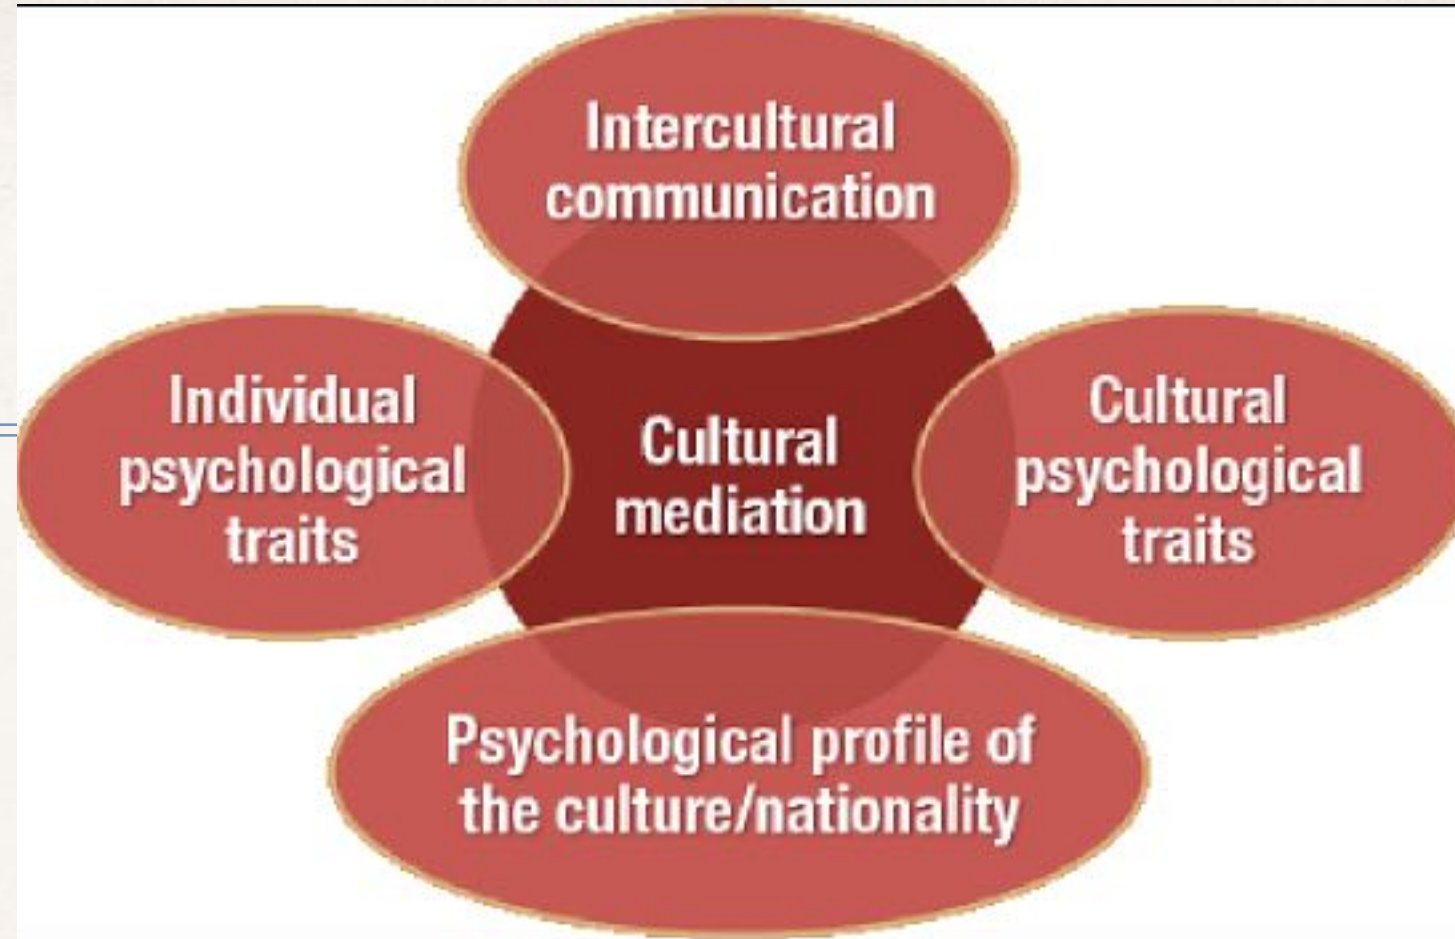 Intercultural
communication
Individual
psychological
traits
Cultural
mediation
Cultural
psychological
traits
Psychological profile of
the culture/nationality